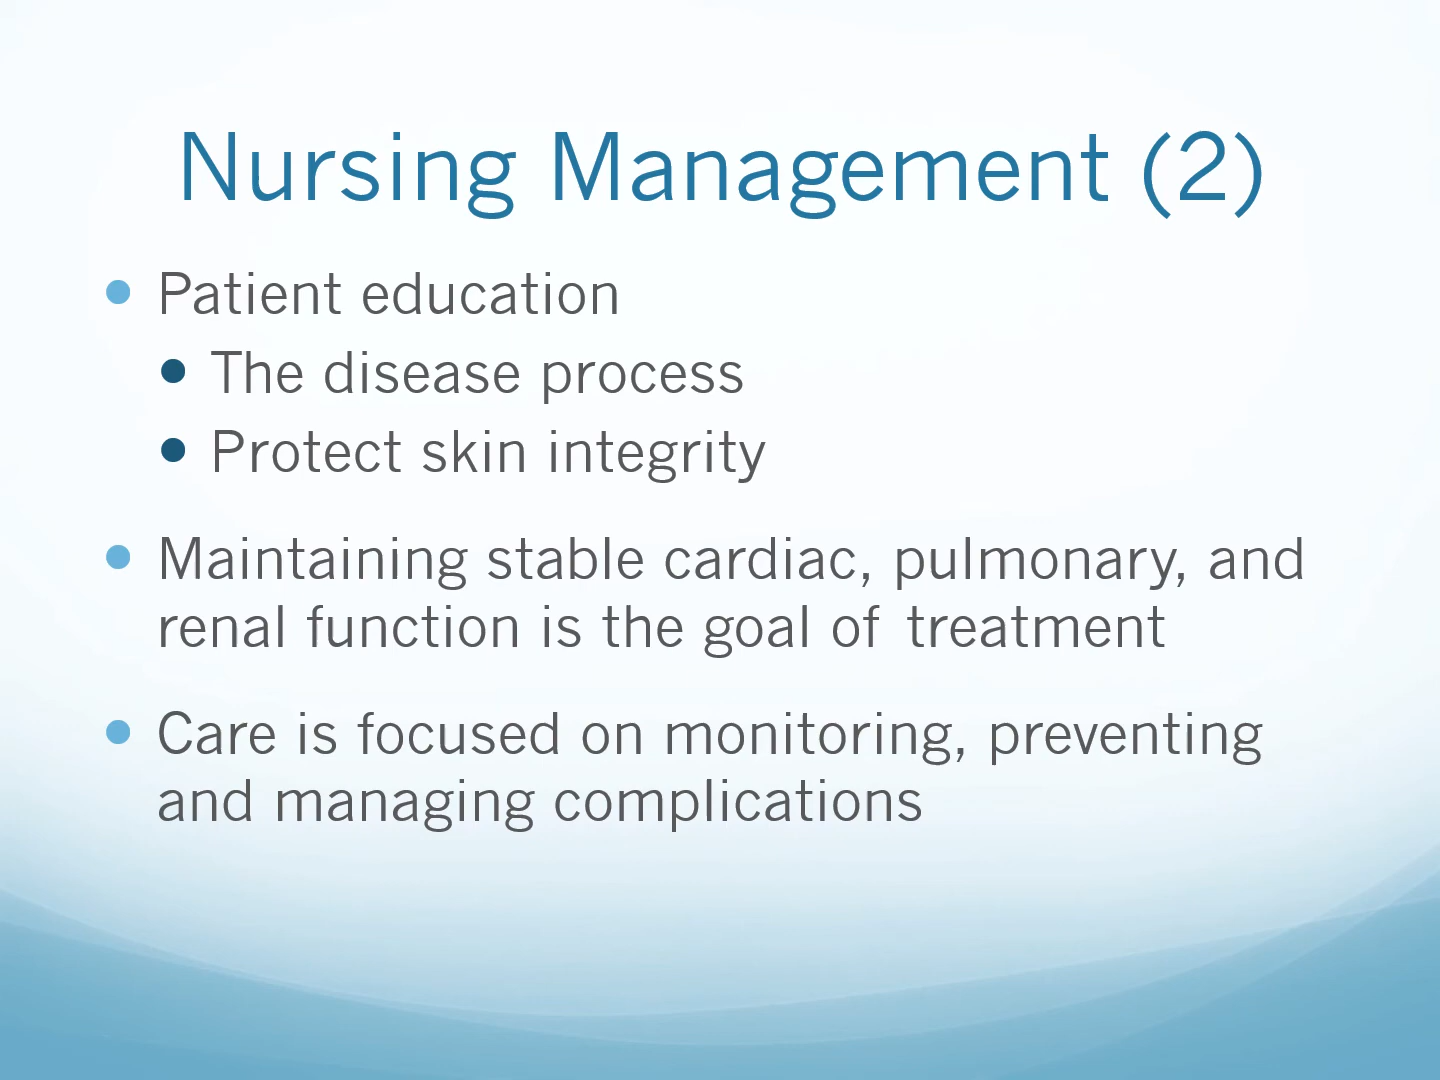 Nursing Management (2)
Patient education
The disease process
Protect skin integrity
Maintaining stable cardiac, pulmonary, and
renal function is the goal of treatment
Care is focused on monitoring, preventing
and managing complications